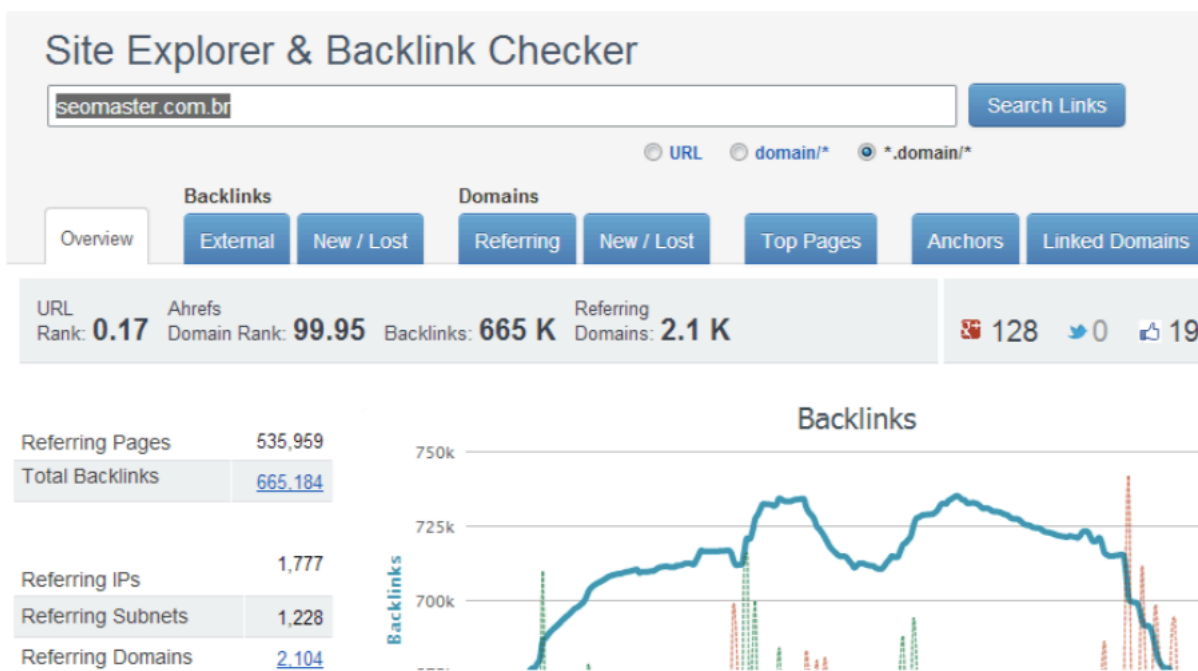 Site Explorer & Backlink Checker
seomaster.com.br
Search Links
URL domain/* *.domain/*
Backlinks Domains
Overview External New / Lost Referring New / Lost Top Pages Anchors Linked Domains
URL Ahrefs Referring
Rank: 0.17 Domain Rank: 99.95 Backlinks: 665 K Domains: 2.1 K
128 0 19
Backlinks
Referring Pages 535,959
Total Backlinks 665,184
Referring IPs 1,777
Referring Subnets 1,228
Referring Domains 2,104
750k
725k
700k
Backlinks